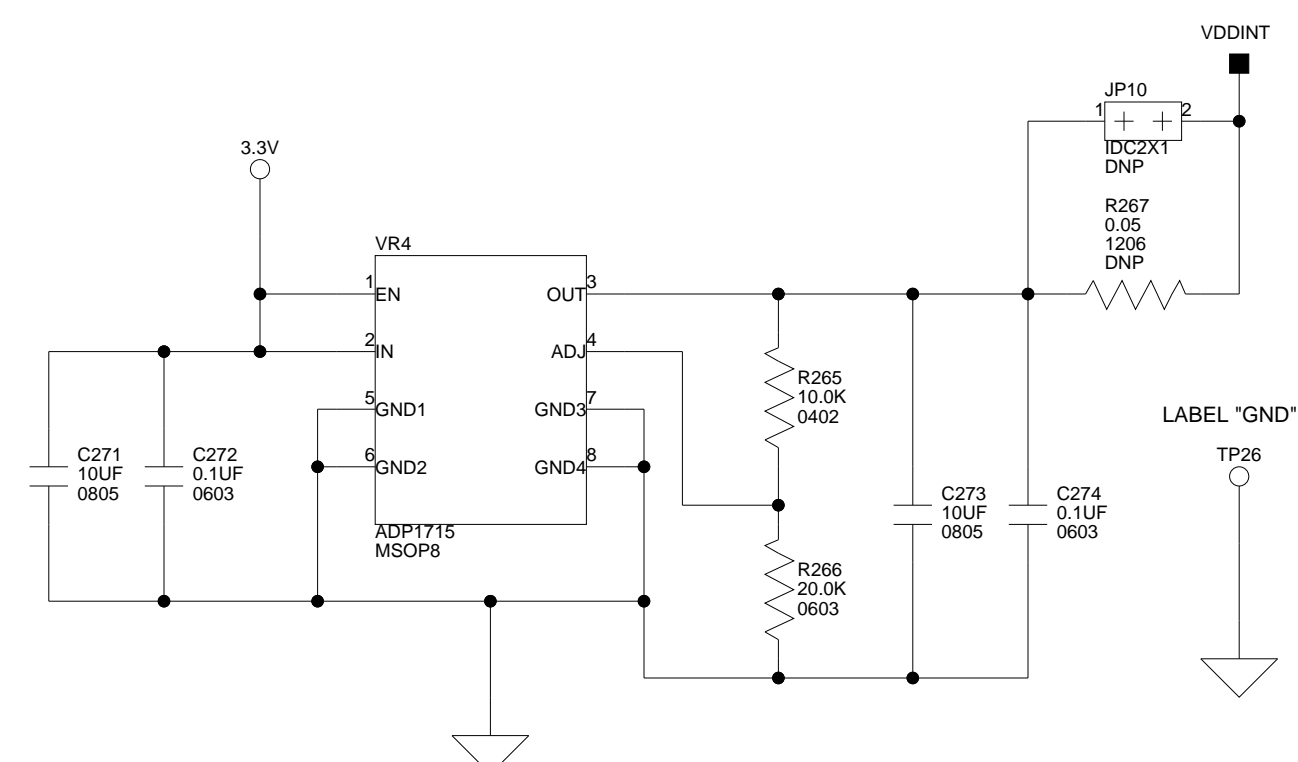 VDDINT
JP10
1
2
IDC2X1
DNP
3.3V
R267
0.05
1206
DNP
VR4
1
EN
OUT
3
2
IN
ADJ
4
5
GND1
GND3
7
6
GND2
GND4
8
ADP1715
MSOP8
R265
10.0K
0402
LABEL "GND"
TP26
C271
10UF
0805
C272
0.1UF
0603
C273
10UF
0805
C274
0.1UF
0603
R266
20.0K
0603